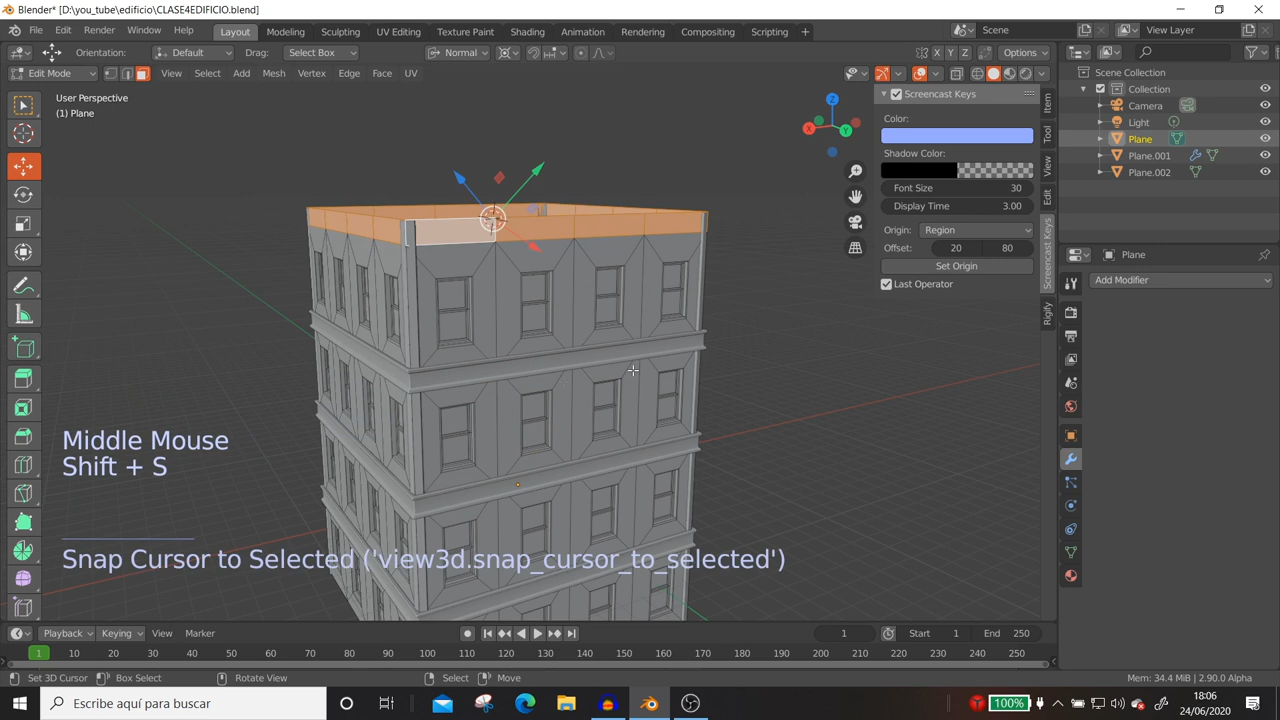 Blender* [D:\you_tube\edificio\CLASE4EDIFICIO.blend]
File Edit Render Window Help Layout Modeling Sculpting UV Editing Texture Paint Shading Animation Rendering Compositing Scripting + Scene View Layer
Orientation: Default Drag: Select Box Normal X Y Z Options
Edit Mode View Select Add Mesh Vertex Edge Face UV
User Perspective
(1) Plane
Z
X
Y
Screencast Keys
Color:
Shadow Color:
Font Size 30
Display Time 3.00
Origin: Region
Offset: 20 80
Set Origin
Last Operator
Item
Tool
View
Edit
Screencast Keys
Rigify
Scene Collection
Collection
Camera
Light
Plane
Plane.001
Plane.002
Plane
Add Modifier
Middle Mouse
Shift + S
Snap Cursor to Selected ('view3d.snap_cursor_to_selected')
Playback Keying View Marker 1 Start 1 End 250
1 10 20 30 40 50 60 70 80 90 100 110 120 130 140 150 160 170 180 190 200 210 220 230 240 250
Set 3D Cursor Box Select Rotate View Select Move Mem: 34.4 MiB | 2.90.0 Alpha
Escribe aquí para buscar
100%
18:06
24/06/2020